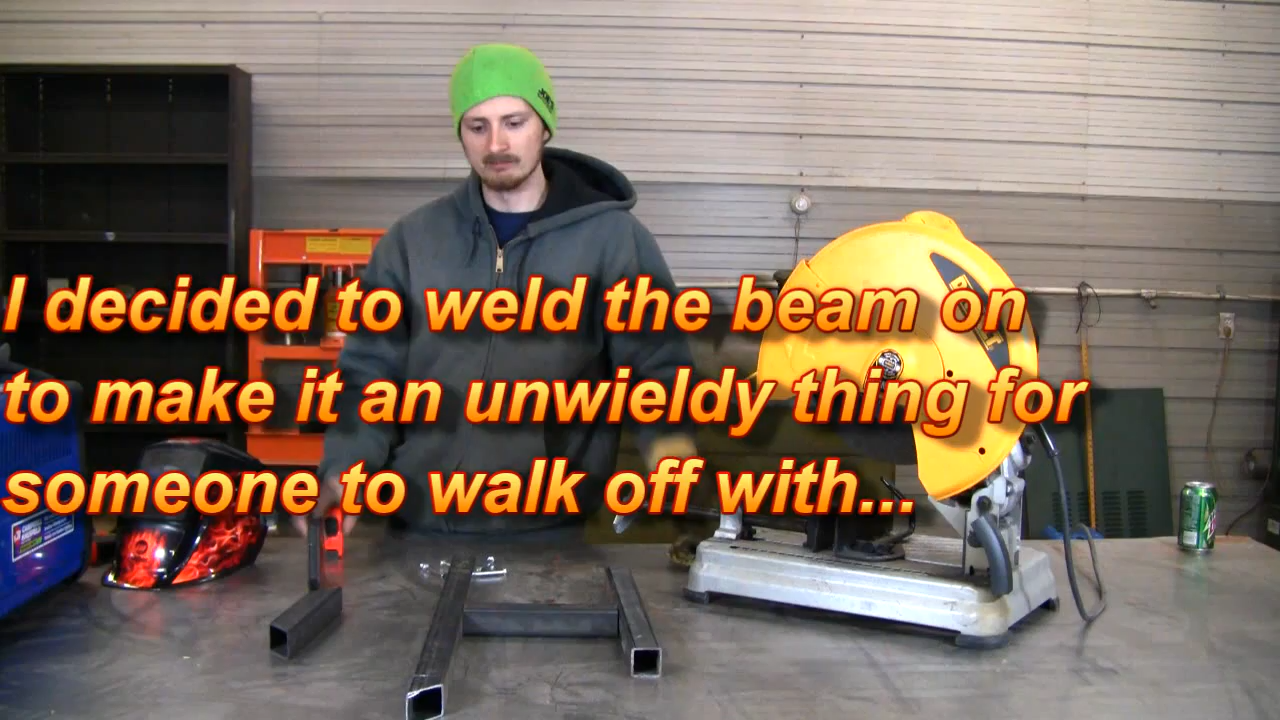 I decided to weld the beam on
to make it an unwieldy thing for
someone to walk off with...